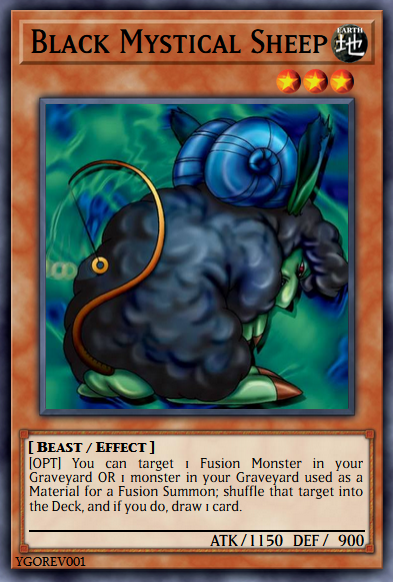 Black Mystical Sheep
EARTH
地
[ Beast / Effect ]
[OPT] You can target 1 Fusion Monster in your
Graveyard OR 1 monster in your Graveyard used as a
Material for a Fusion Summon; shuffle that target into
the Deck, and if you do, draw 1 card.
ATK / 1150 DEF / 900
YGOREV001